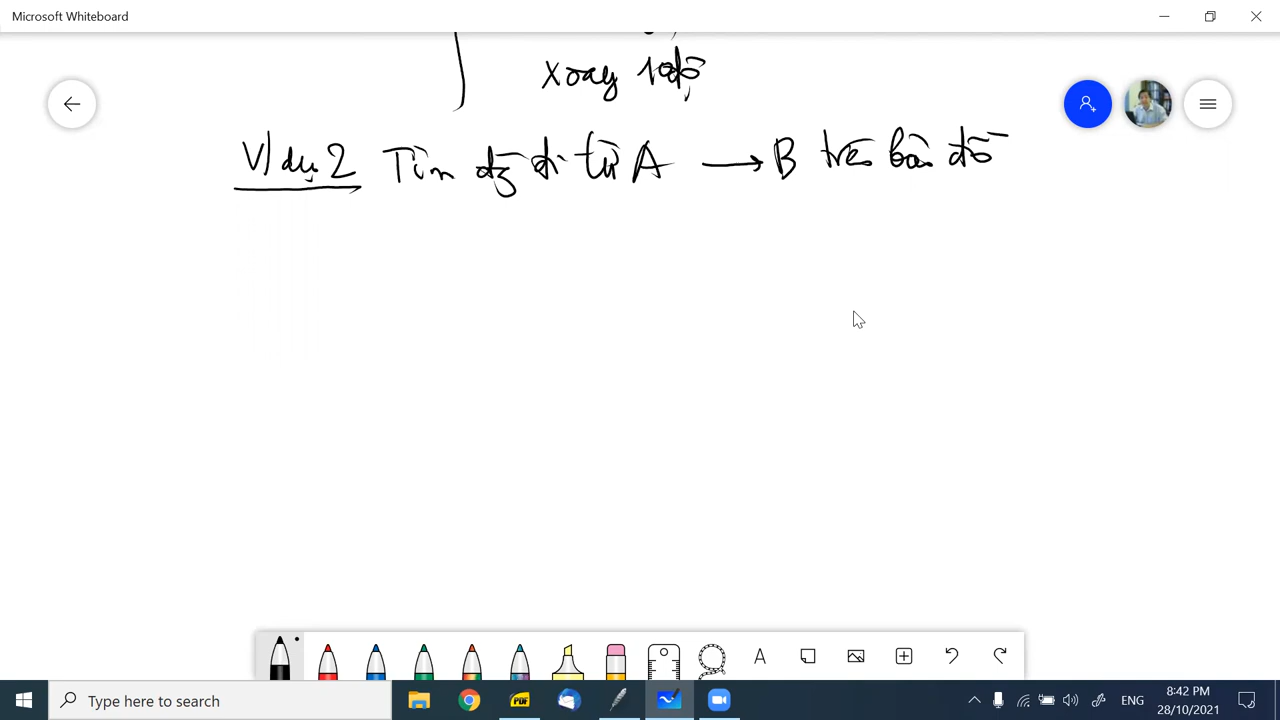 Microsoft Whiteboard
xoay
Ví dụ 2 Tìm đg đi từ A → B trên bản đồ
A
Type here to search
PDF
ENG
8:42 PM
28/10/2021